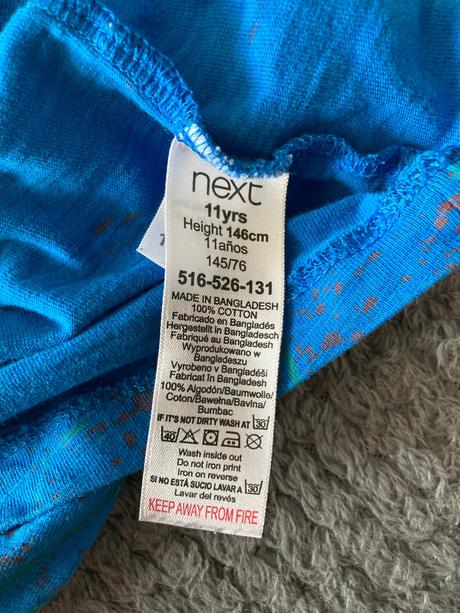 next
11yrs
Height 146cm
11años
145/76
516-526-131
MADE IN BANGLADESH
100% COTTON
Fabricado en Bangladés
Hergestellt in Bangladesch
Fabriqué au Bangladesh
Wyprodukowano w
Bangladeszu
Vyrobeno v Bangladéši
Fabricat în Bangladesh
100% Algodón/Baumwolle/
Coton/Bawełna/Bavlna/
Bumbac
IF IT'S NOT DIRTY WASH AT 30
40
Wash inside out
Do not iron print
Iron on reverse
SI NO ESTÁ SUCIO LAVAR A 30
Lavar del revés
KEEP AWAY FROM FIRE